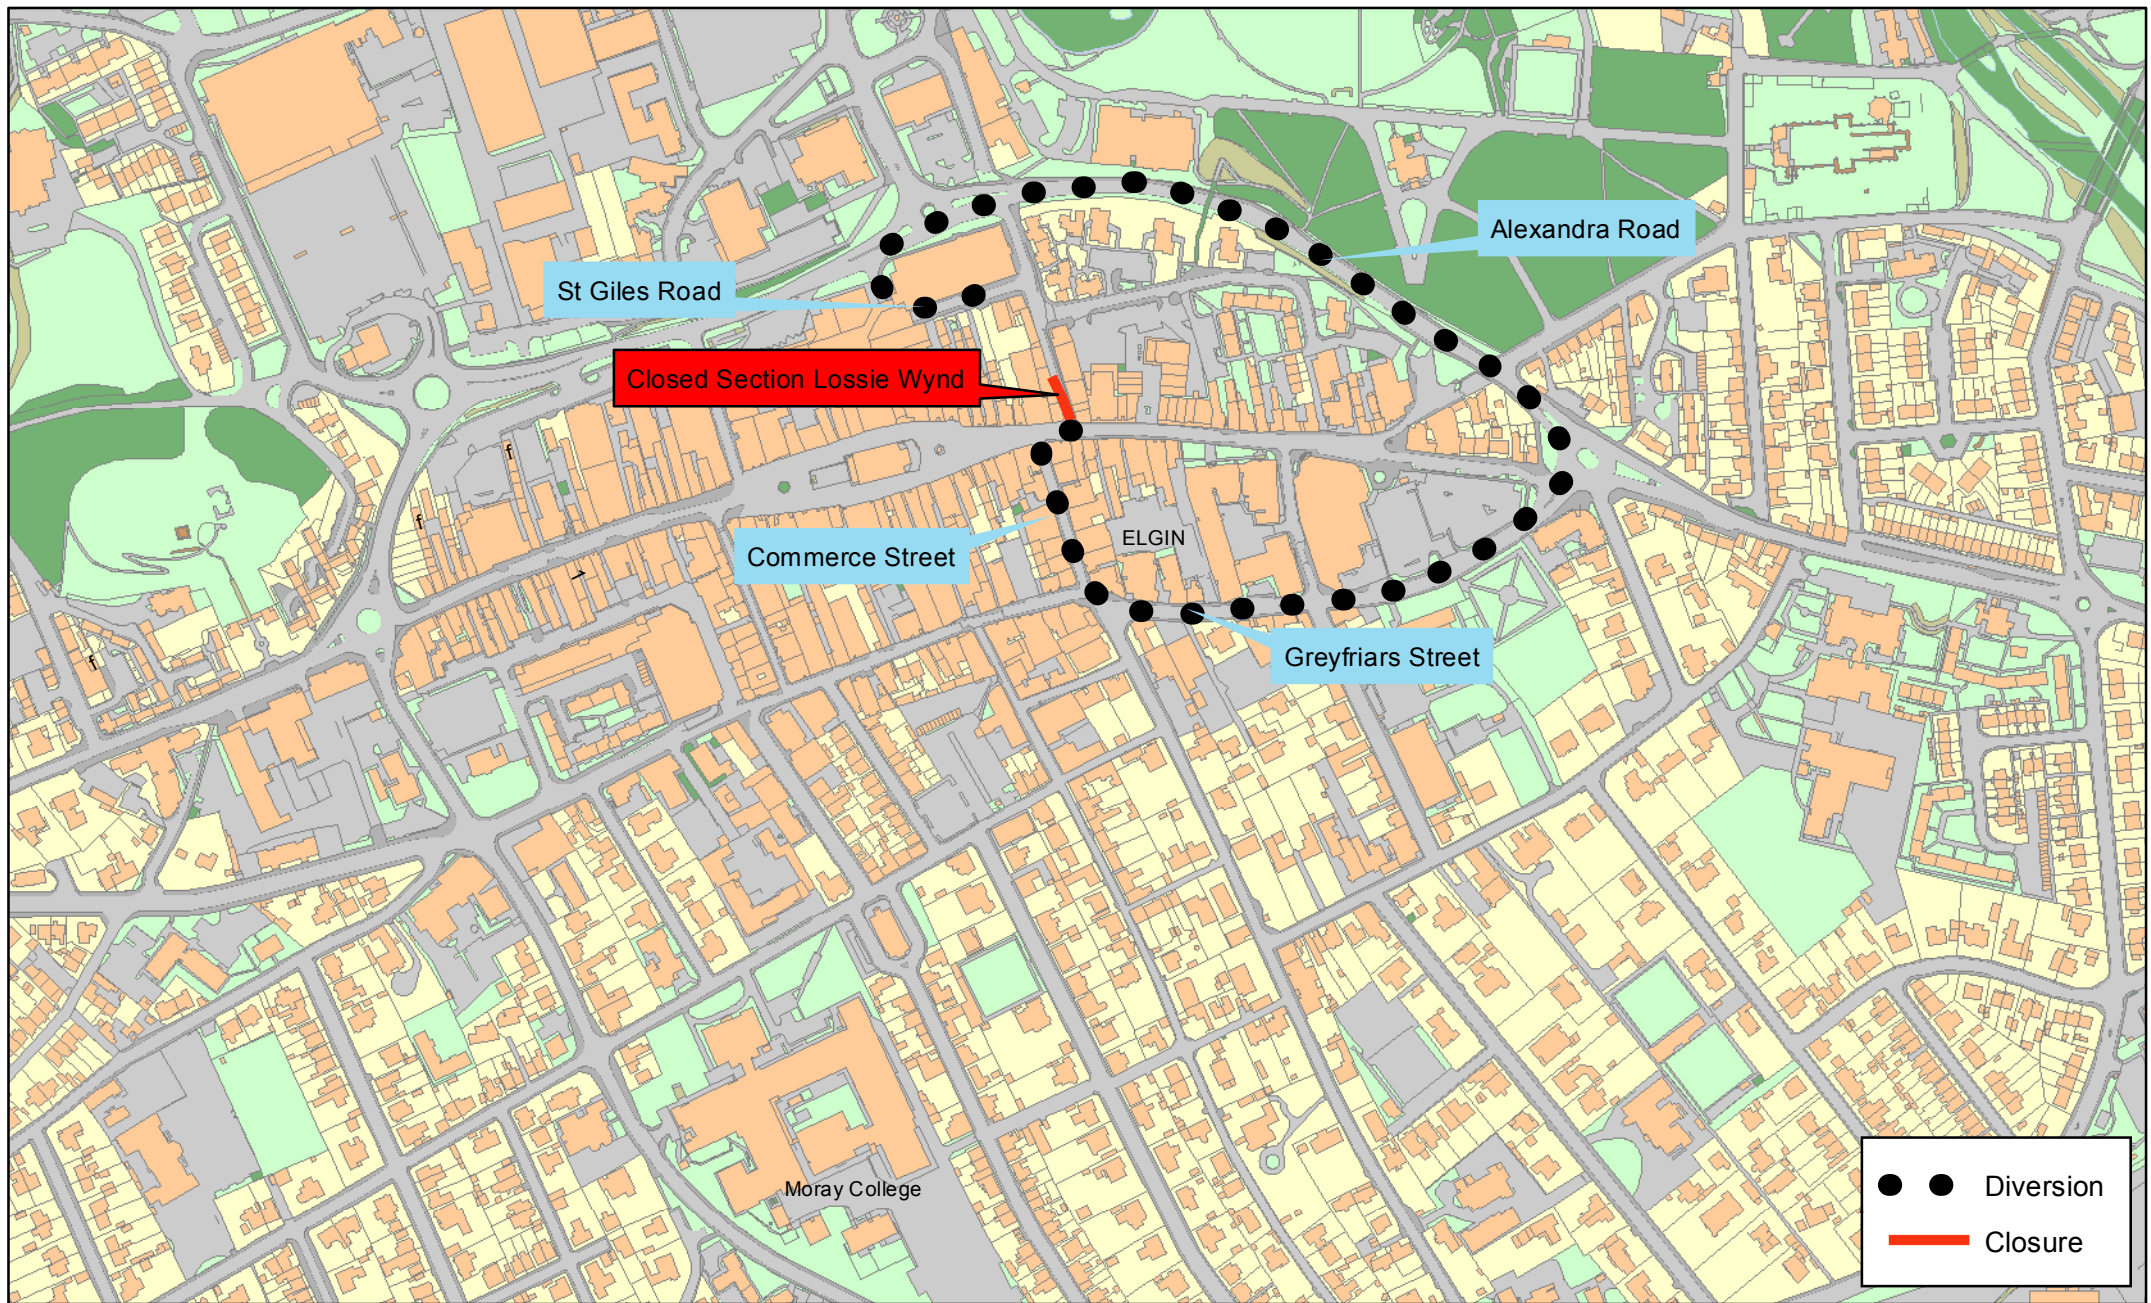 Alexandra Road
St Giles Road
Closed Section Lossie Wynd
f
f
ELGIN
Commerce Street
Greyfriars Street
f
Moray College
Diversion
Closure